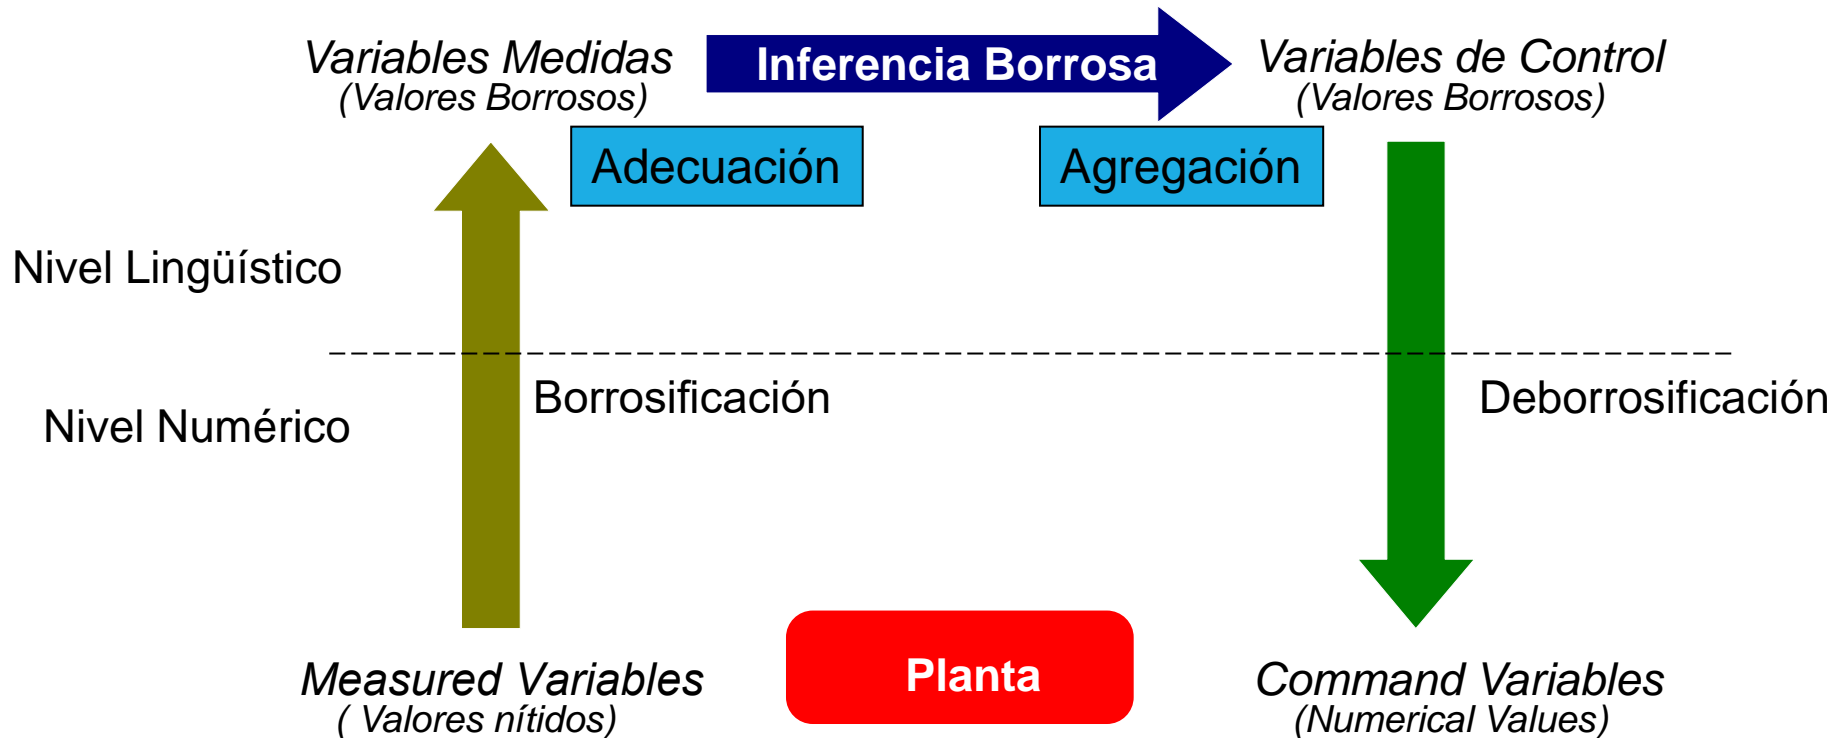 Variables Medidas
(Valores Borrosos)
Inferencia Borrosa
Variables de Control
(Valores Borrosos)
Adecuación
Agregación
Nivel Lingüístico
Borrosificación
Deborrosificación
Nivel Numérico
Measured Variables
( Valores nítidos)
Planta
Command Variables
(Numerical Values)